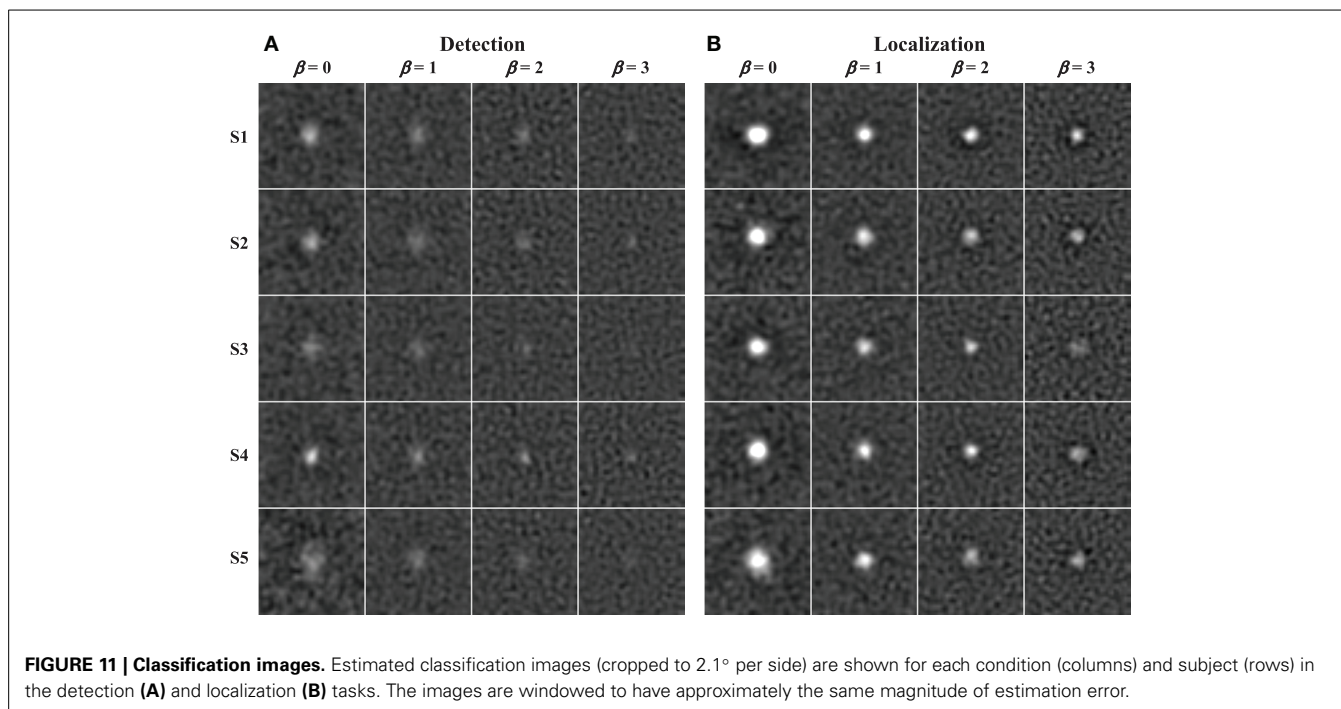 A Detection B Localization
β = 0 β = 1 β = 2 β = 3 β = 0 β = 1 β = 2 β = 3
S1
S2
S3
S4
S5
FIGURE 11 | Classification images. Estimated classification images (cropped to 2.1° per side) are shown for each condition (columns) and subject (rows) in
the detection (A) and localization (B) tasks. The images are windowed to have approximately the same magnitude of estimation error.